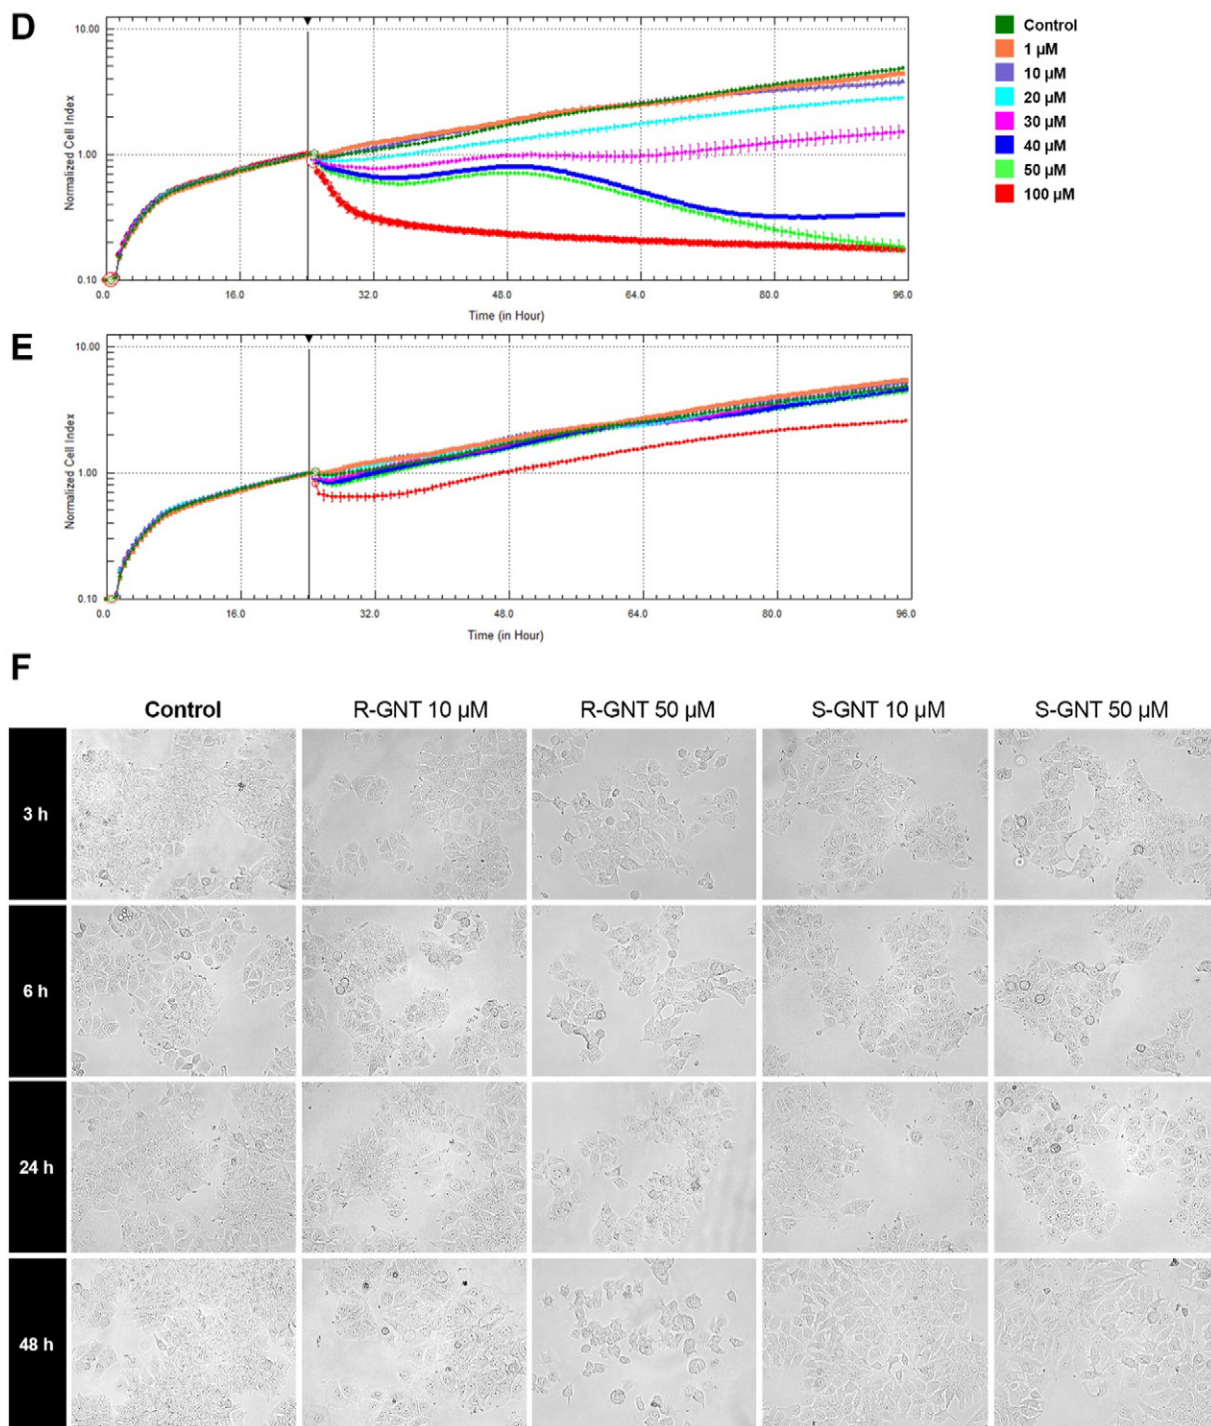 D
10.00
1.00
0.10
Normalized Cell Index
0.0 16.0 32.0 48.0 64.0 80.0 96.0
Time (in Hour)
Control
1 µM
10 µM
20 µM
30 µM
40 µM
50 µM
100 µM
E
10.00
1.00
0.10
Normalized Cell Index
0.0 16.0 32.0 48.0 64.0 80.0 96.0
Time (in Hour)
F
Control R-GNT 10 µM R-GNT 50 µM S-GNT 10 µM S-GNT 50 µM
3 h
6 h
24 h
48 h